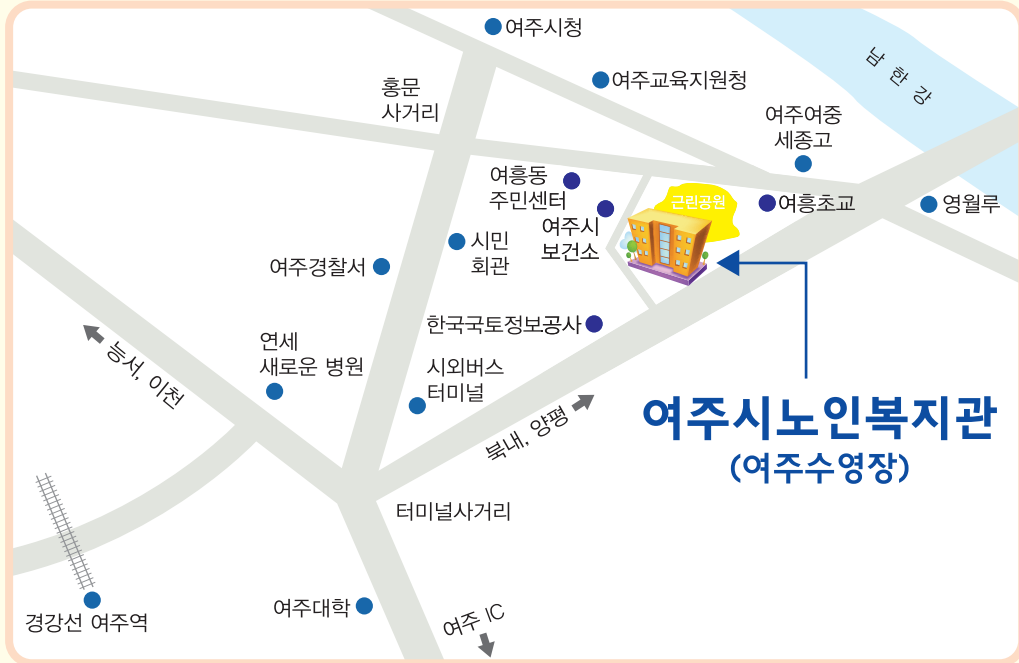 여주시청
여주교육지원청
남한강
홍문
사거리
여주여중
세종고
여흥동
주민센터
근린공원
여흥초교
영월루
여주시
보건소
시민
회관
여주경찰서
한국국토정보공사
연세
새로운 병원
시외버스
터미널
능서, 이천
북내, 양평
여주시노인복지관
(여주수영장)
터미널사거리
여주대학
여주 IC
경강선 여주역